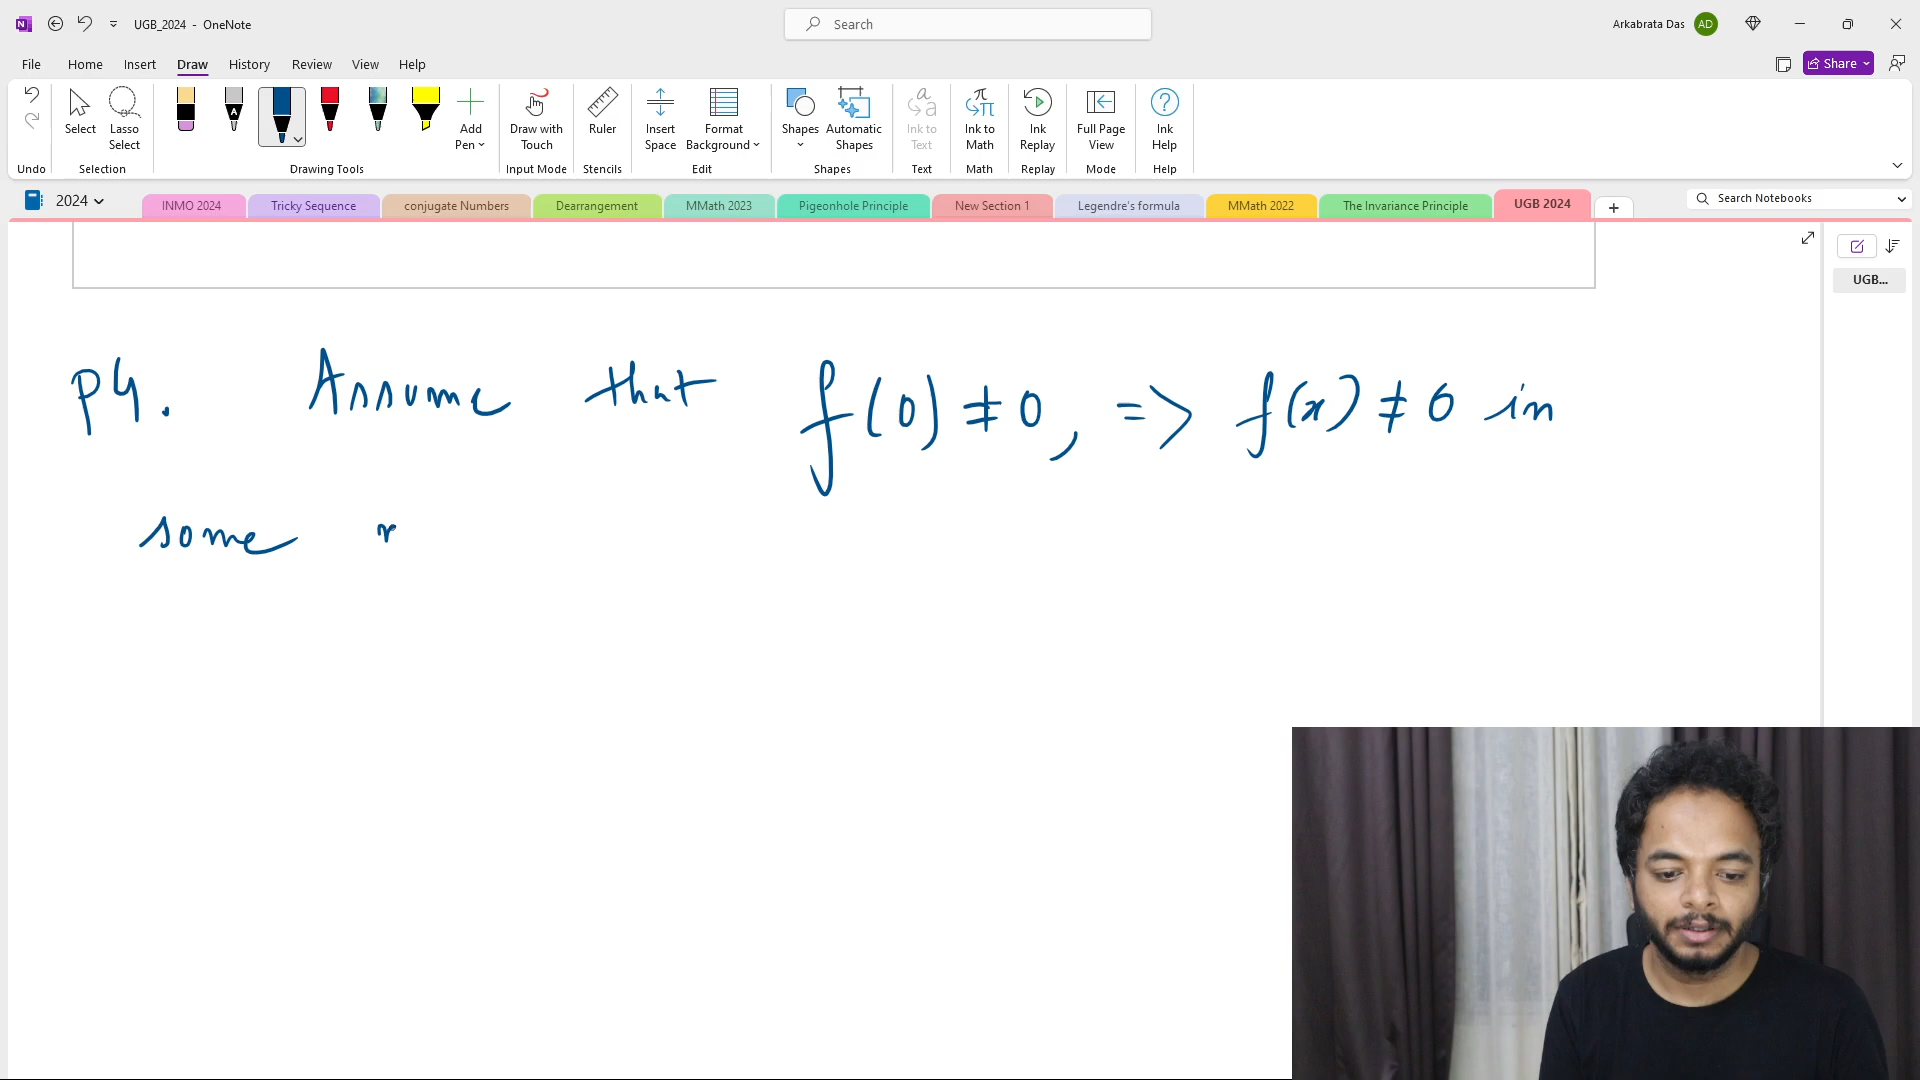 UGB_2024 - OneNote
Search
Arkabrata Das AD
File Home Insert Draw History Review View Help
Share
Select
Lasso Select
Add Pen
Draw with Touch
Ruler
Insert Space
Format Background
Shapes
Automatic Shapes
Ink to Text
Ink to Math
Ink Replay
Full Page View
Ink Help
Undo Selection Drawing Tools Input Mode Stencils Edit Shapes Text Math Replay Mode Help
2024 INMO 2024 Tricky Sequence conjugate Numbers Dearrangement MMath 2023 Pigeonhole Principle New Section 1 Legendre's formula MMath 2022 The Invariance Principle UGB 2024 + Search Notebooks
UGB...
P4. Assume that f(0) ≠ 0, => f(x) ≠ 0 in
some